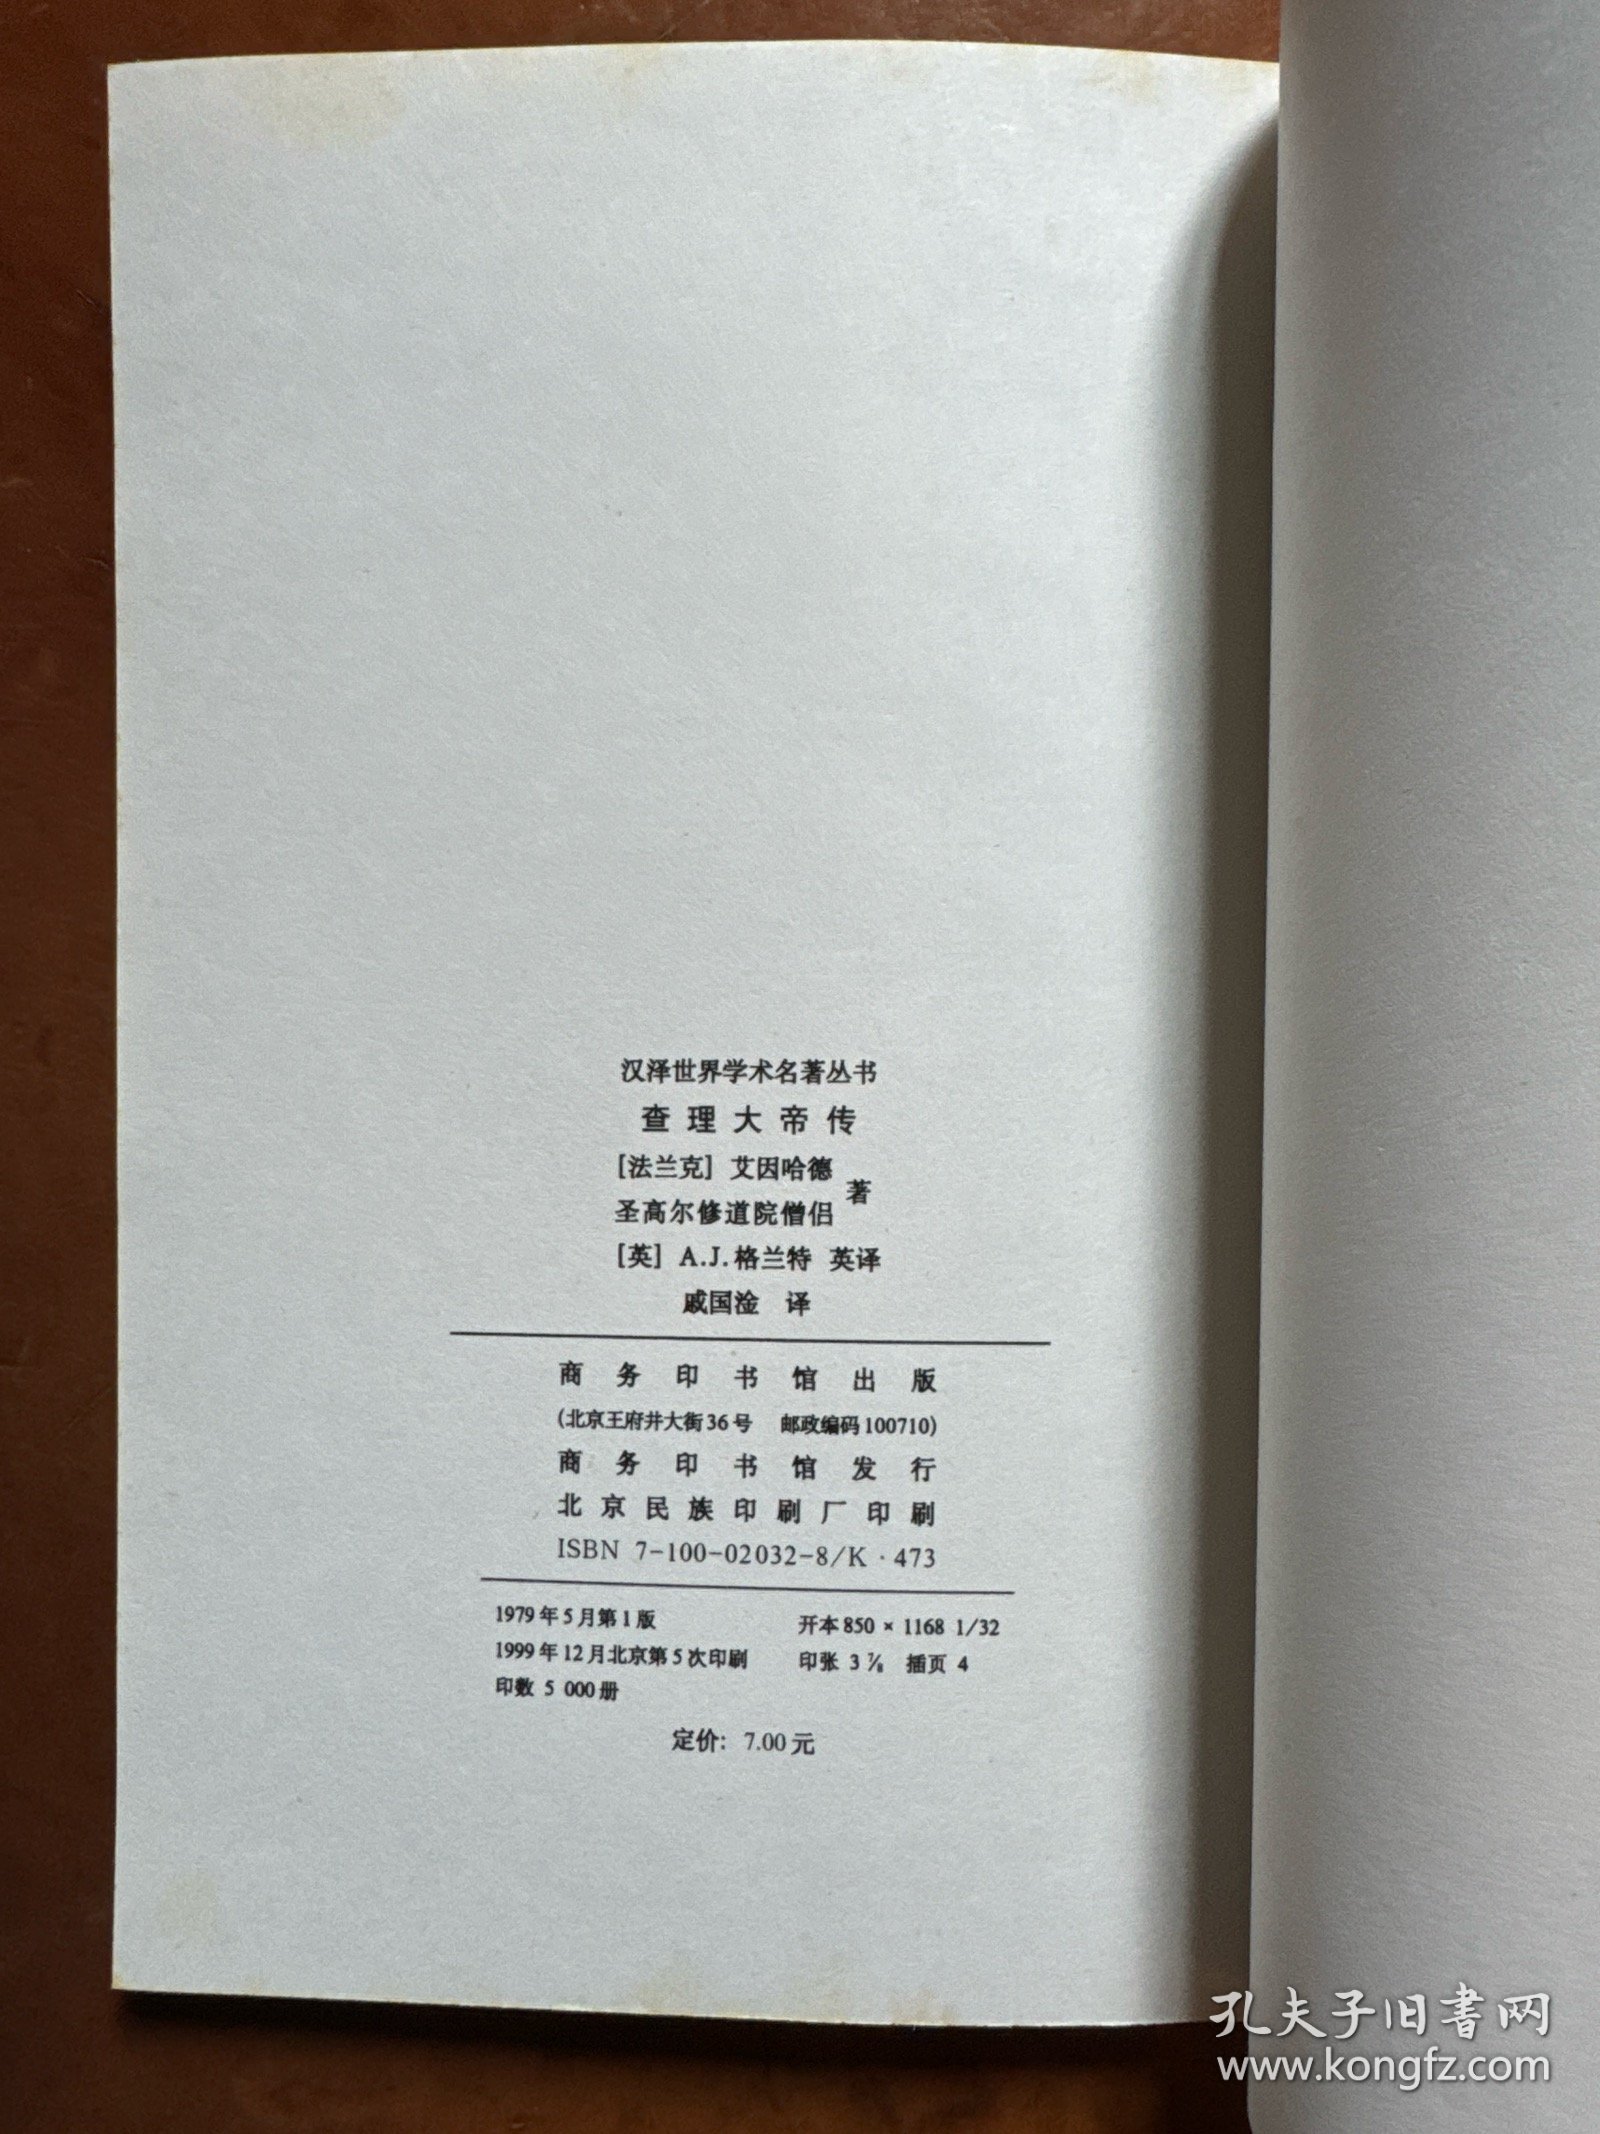 汉译世界学术名著丛书
查理大帝传
[法兰克] 艾因哈德
圣高尔修道院僧侣 著
[英] A.J.格兰特 英译
戚国淦 译
商务印书馆出版
(北京王府井大街36号 邮政编码100710)
商务印书馆发行
北京民族印刷厂印刷
ISBN 7-100-02032-8/K·473
1979年5月第1版 开本850×1168 1/32
1999年12月北京第5次印刷 印张 3 7/8 插页 4
印数 5 000册
定价: 7.00元
孔夫子旧书网
www.kongfz.com